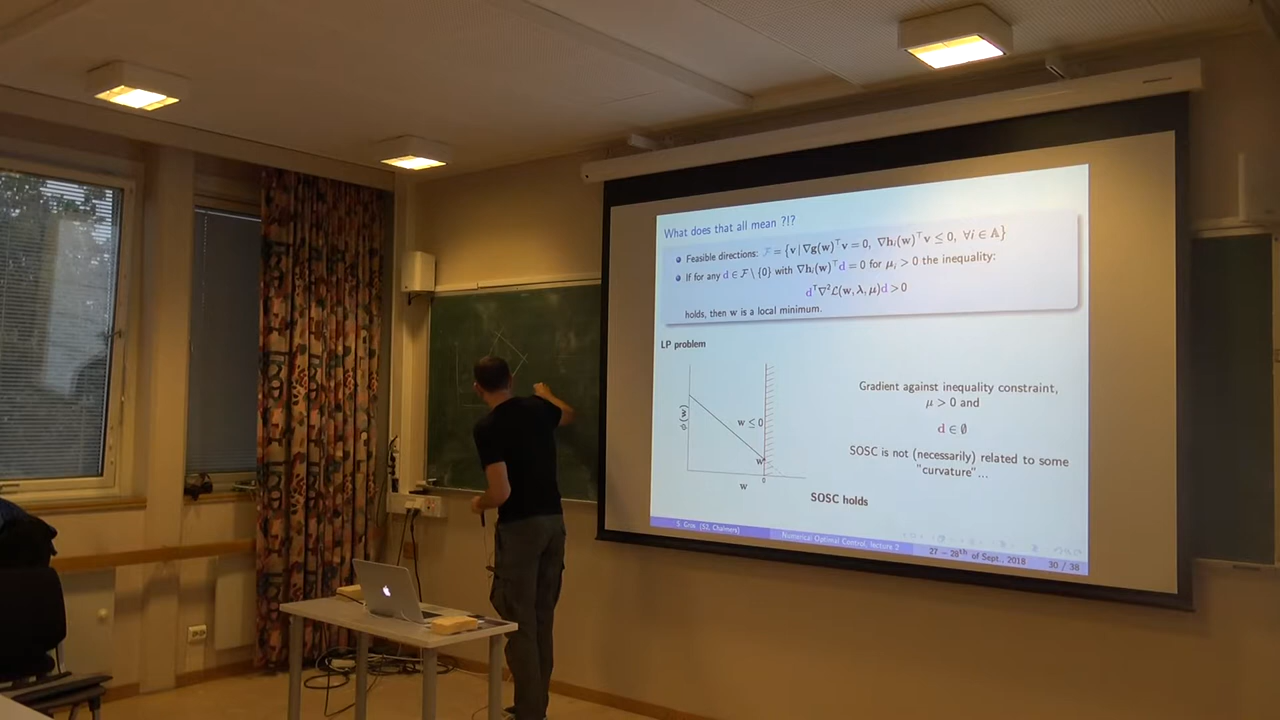 What does that all mean ?!?
Feasible directions: ℱ = {v | ∇g(w)ᵀv = 0, ∇hᵢ(w)ᵀv ≤ 0, ∀i ∈ 𝔸}
If for any d ∈ ℱ \ {0} with ∇hᵢ(w)ᵀd = 0 for μᵢ > 0 the inequality:
dᵀ∇²ℒ(w, λ, μ)d > 0
holds, then w is a local minimum.
LP problem
Gradient against inequality constraint,
μ > 0 and
d ∈ ∅
SOSC is not (necessarily) related to some
"curvature"...
ϕ(w)
w ≤ 0
w
0
w
SOSC holds
S. Gros (S2, Chalmers)
Numerical Optimal Control, lecture 2
27 – 28ᵗʰ of Sept., 2018
30 / 38